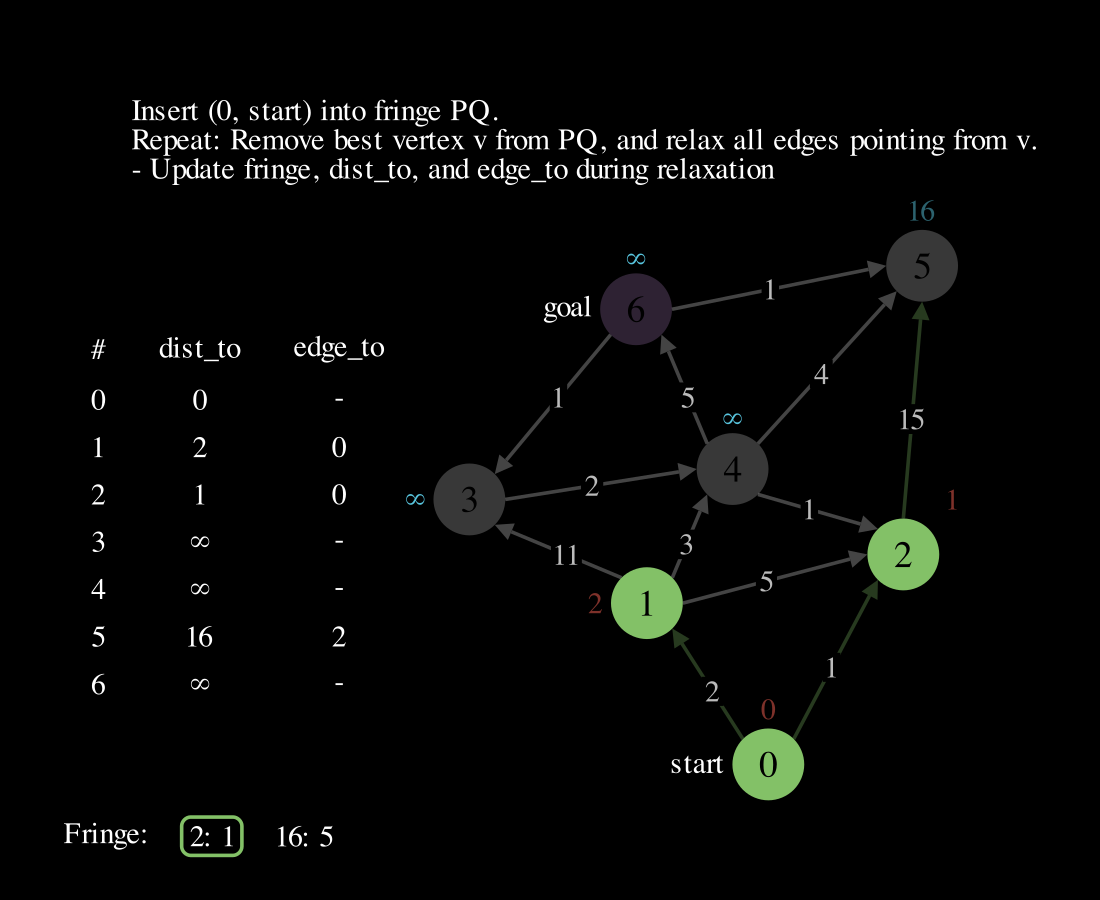 Insert (0, start) into fringe PQ.
Repeat: Remove best vertex v from PQ, and relax all edges pointing from v.
- Update fringe, dist_to, and edge_to during relaxation
16
5
∞
goal
6
1
4
1
5
∞
4
15
# dist_to edge_to
0 0 -
1 2 0
2 1 0
3 ∞ -
4 ∞ -
5 16 2
6 ∞ -
∞
3
2
1
1
2
11
3
5
2
1
2
1
0
start
0
Fringe: 2: 1 16: 5